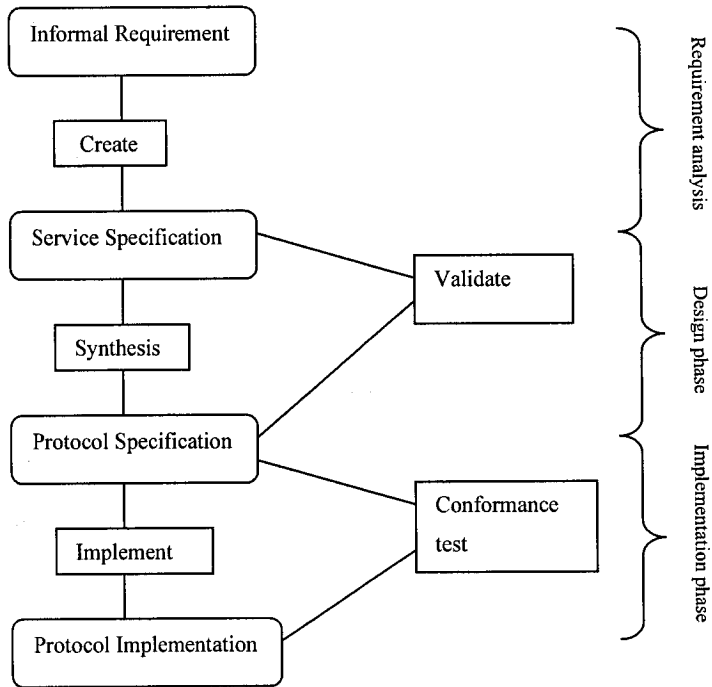 Informal Requirement
Create
Service Specification
Validate
Synthesis
Protocol Specification
Conformance
test
Implement
Protocol Implementation
Requirement analysis
Design phase
Implementation phase